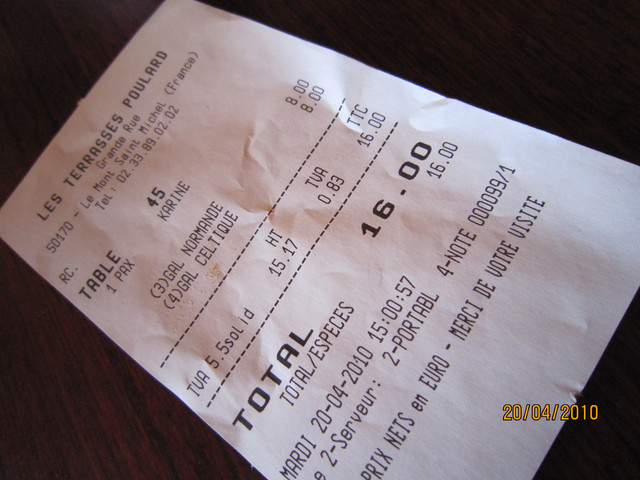 LES TERRASSES POULARD
Grande Rue
50170 - Le Mont Saint Michel (France)
Tel: 02.33.89.02.02
RC.
TABLE 45
1 PAX KARINE
(3)GAL NORMANDE 8.00
(4)GAL CELTIQUE 8.00
HT TVA TTC
TVA 5.5solid 15.17 0.83 16.00
TOTAL 16.00
TOTAL/ESPECES 16.00
MARDI 20-04-2010 15:00:57
e 2-Serveur: 2-PORTABL 4-NOTE 000099/1
PRIX NETS en EURO - MERCI DE VOTRE VISITE
20/04/2010